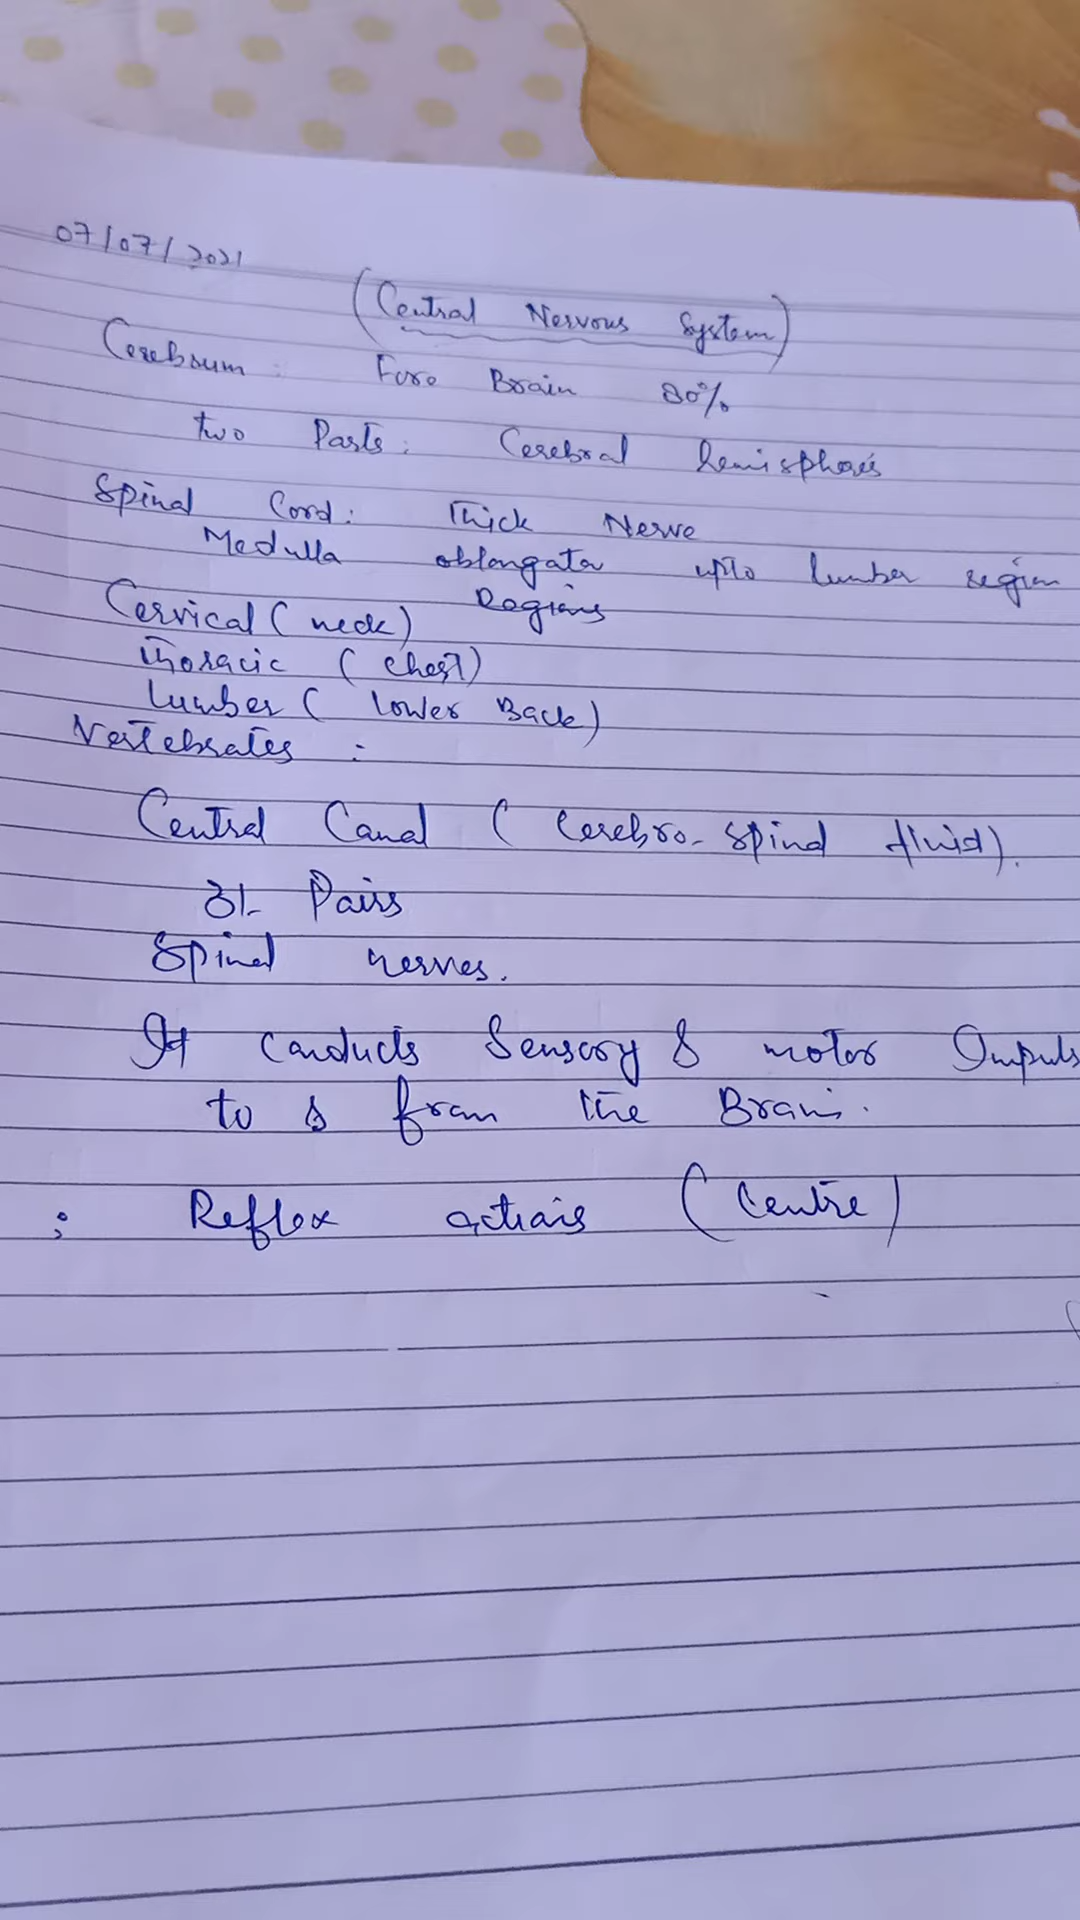 07/07/2021
(Central Nervous System)
Cerebrum: Fore Brain 80%
two Parts: Cerebral hemispheres
Spinal Cord: Thick Nerve
Medulla oblongata upto lumber region
Regions
Cervical (neck)
Thoracic (chest)
lumber (lower Back)
Vertebrates :
Central Canal (Cerebro-spinal fluid).
31 Pairs
Spinal nerves.
It conducts Sensory & motor Impuls
to & from the Brain.
; Reflex actions (Centre)